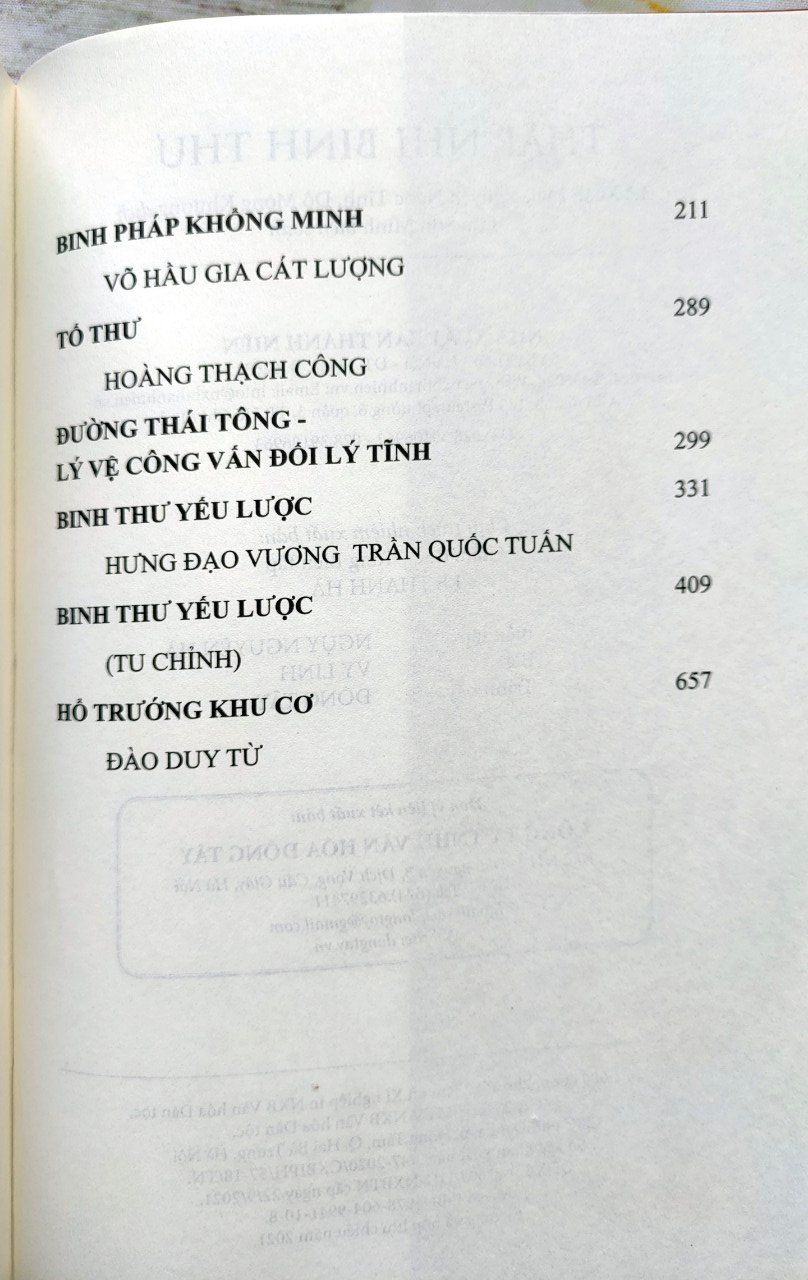 BINH PHÁP KHỔNG MINH 211
VÕ HẦU GIA CÁT LƯỢNG
TỐ THƯ 289
HOÀNG THẠCH CÔNG
ĐƯỜNG THÁI TÔNG -
LÝ VỆ CÔNG VẤN ĐỐI LÝ TĨNH 299
BINH THƯ YẾU LƯỢC 331
HƯNG ĐẠO VƯƠNG TRẦN QUỐC TUẤN
BINH THƯ YẾU LƯỢC 409
(TU CHỈNH)
HỔ TRƯỚNG KHU CƠ 657
ĐÀO DUY TỪ